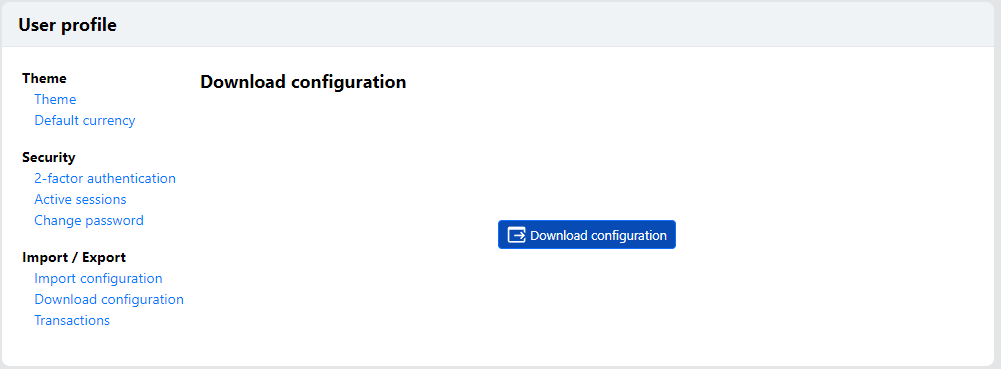 User profile
Theme
Theme
Default currency
Security
2-factor authentication
Active sessions
Change password
Import / Export
Import configuration
Download configuration
Transactions
Download configuration
Download configuration